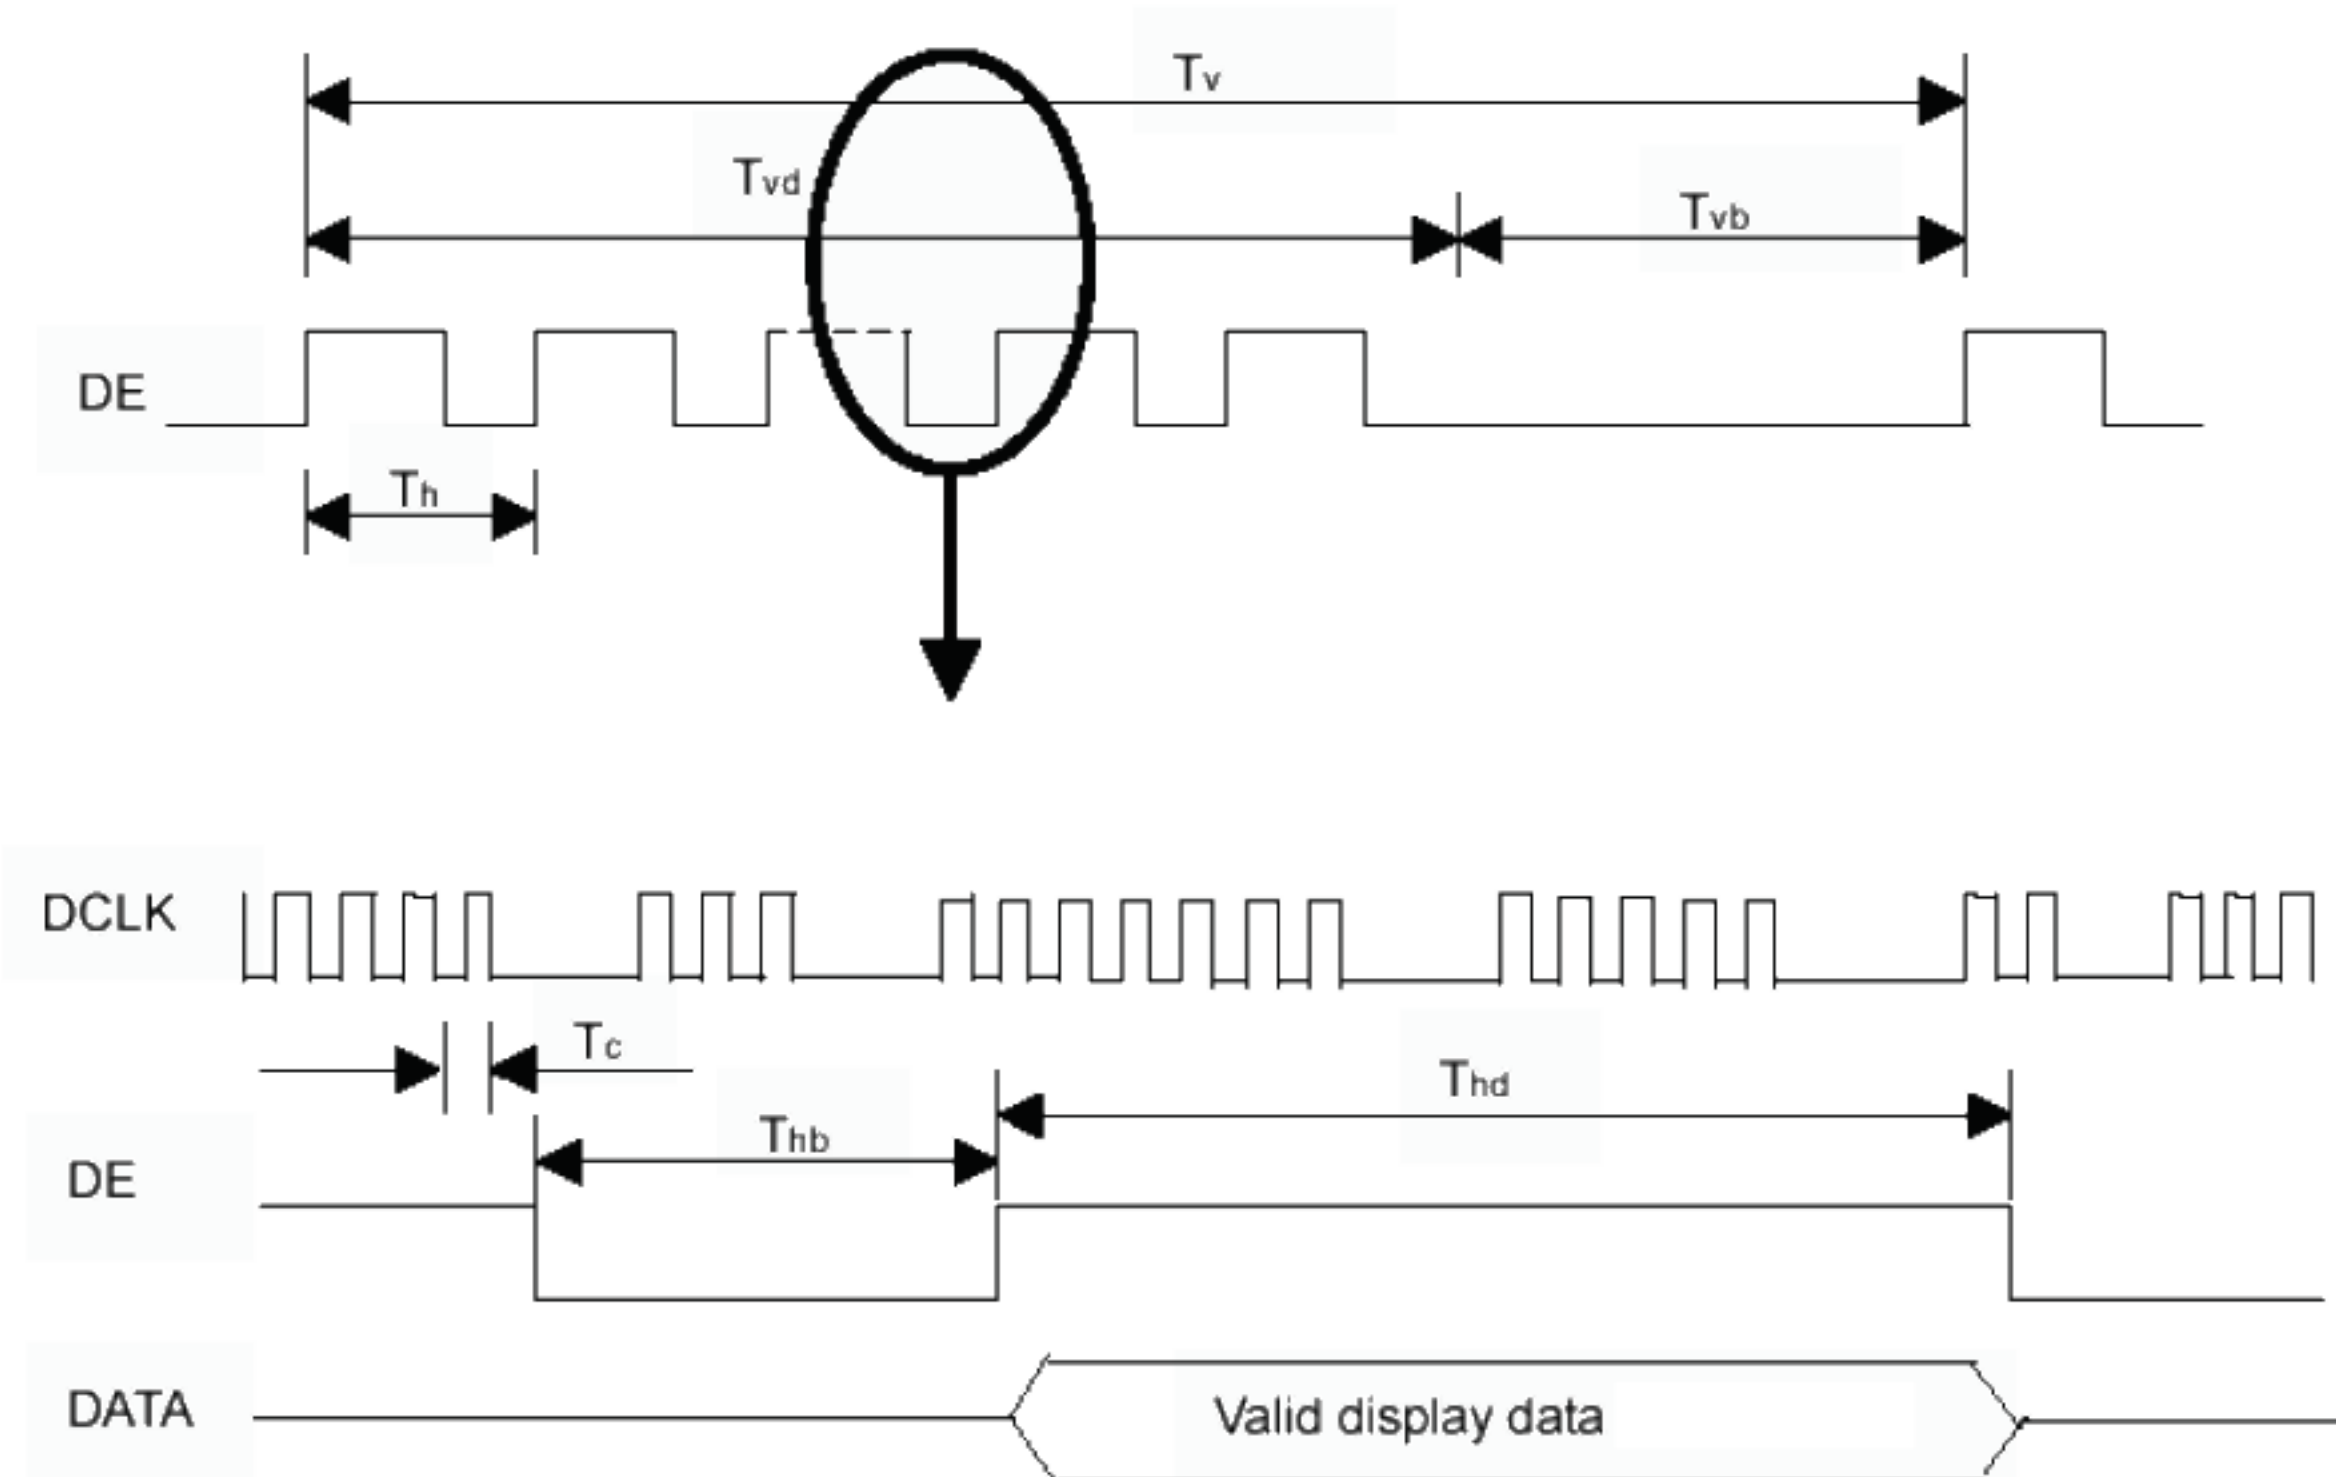 Tv
Tvd
Tvb
DE
Th
DCLK
Tc
Thd
Thb
DE
DATA
Valid display data